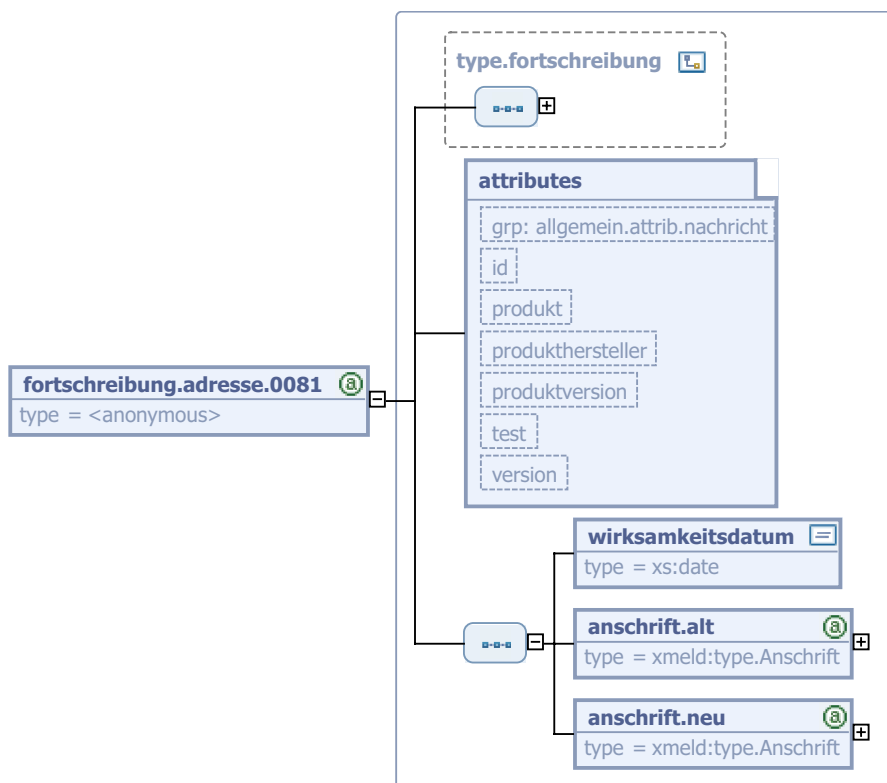 type.fortschreibung
attributes
grp: allgemein.attrib.nachricht
id
produkt
produkthersteller
produktversion
test
version
fortschreibung.adresse.0081
type = <anonymous>
wirksamkeitsdatum
type = xs:date
anschrift.alt
type = xmeld:type.Anschrift
anschrift.neu
type = xmeld:type.Anschrift